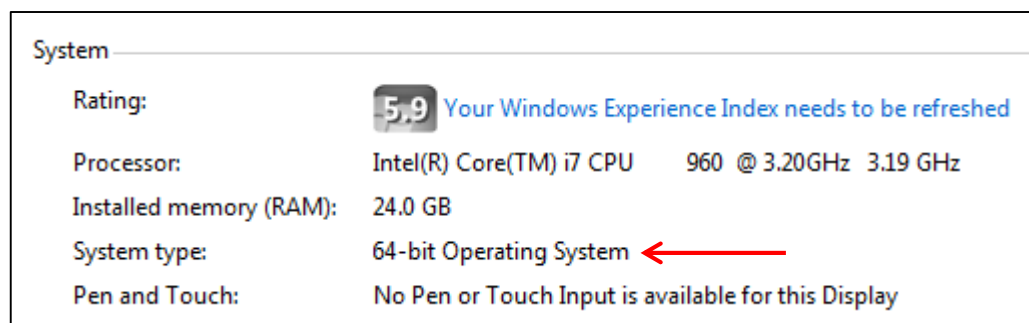 System
Rating: 5.9 Your Windows Experience Index needs to be refreshed
Processor: Intel(R) Core(TM) i7 CPU 960 @ 3.20GHz 3.19 GHz
Installed memory (RAM): 24.0 GB
System type: 64-bit Operating System
Pen and Touch: No Pen or Touch Input is available for this Display